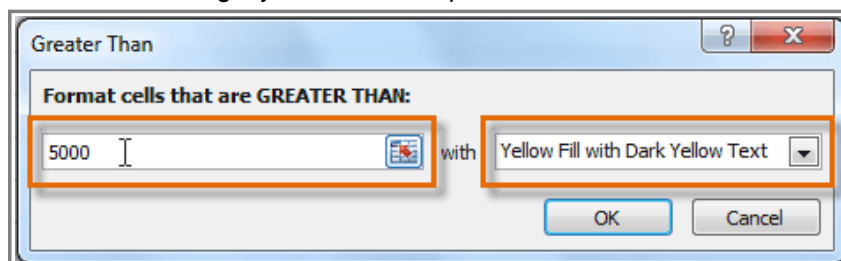 Greater Than
Format cells that are GREATER THAN:
5000 with Yellow Fill with Dark Yellow Text
OK Cancel